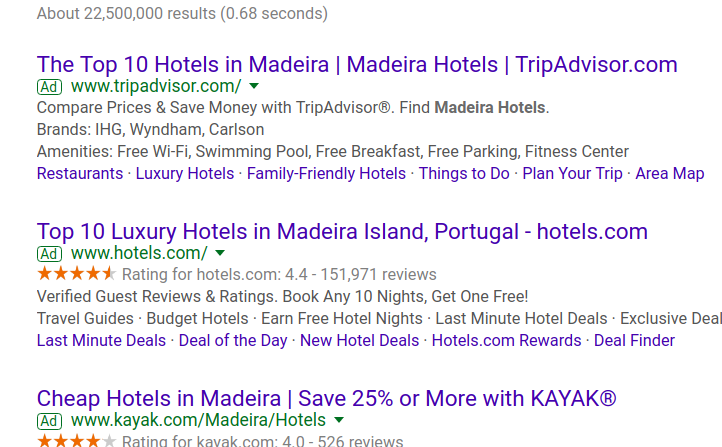 About 22,500,000 results (0.68 seconds)
The Top 10 Hotels in Madeira | Madeira Hotels | TripAdvisor.com
Ad www.tripadvisor.com/
Compare Prices & Save Money with TripAdvisor®. Find Madeira Hotels.
Brands: IHG, Wyndham, Carlson
Amenities: Free Wi-Fi, Swimming Pool, Free Breakfast, Free Parking, Fitness Center
Restaurants · Luxury Hotels · Family-Friendly Hotels · Things to Do · Plan Your Trip · Area Map
Top 10 Luxury Hotels in Madeira Island, Portugal - hotels.com
Ad www.hotels.com/
Rating for hotels.com: 4.4 - 151,971 reviews
Verified Guest Reviews & Ratings. Book Any 10 Nights, Get One Free!
Travel Guides · Budget Hotels · Earn Free Hotel Nights · Last Minute Hotel Deals · Exclusive Deal
Last Minute Deals · Deal of the Day · New Hotel Deals · Hotels.com Rewards · Deal Finder
Cheap Hotels in Madeira | Save 25% or More with KAYAK®
Ad www.kayak.com/Madeira/Hotels
Rating for kayak.com: 4.0 - 526 reviews